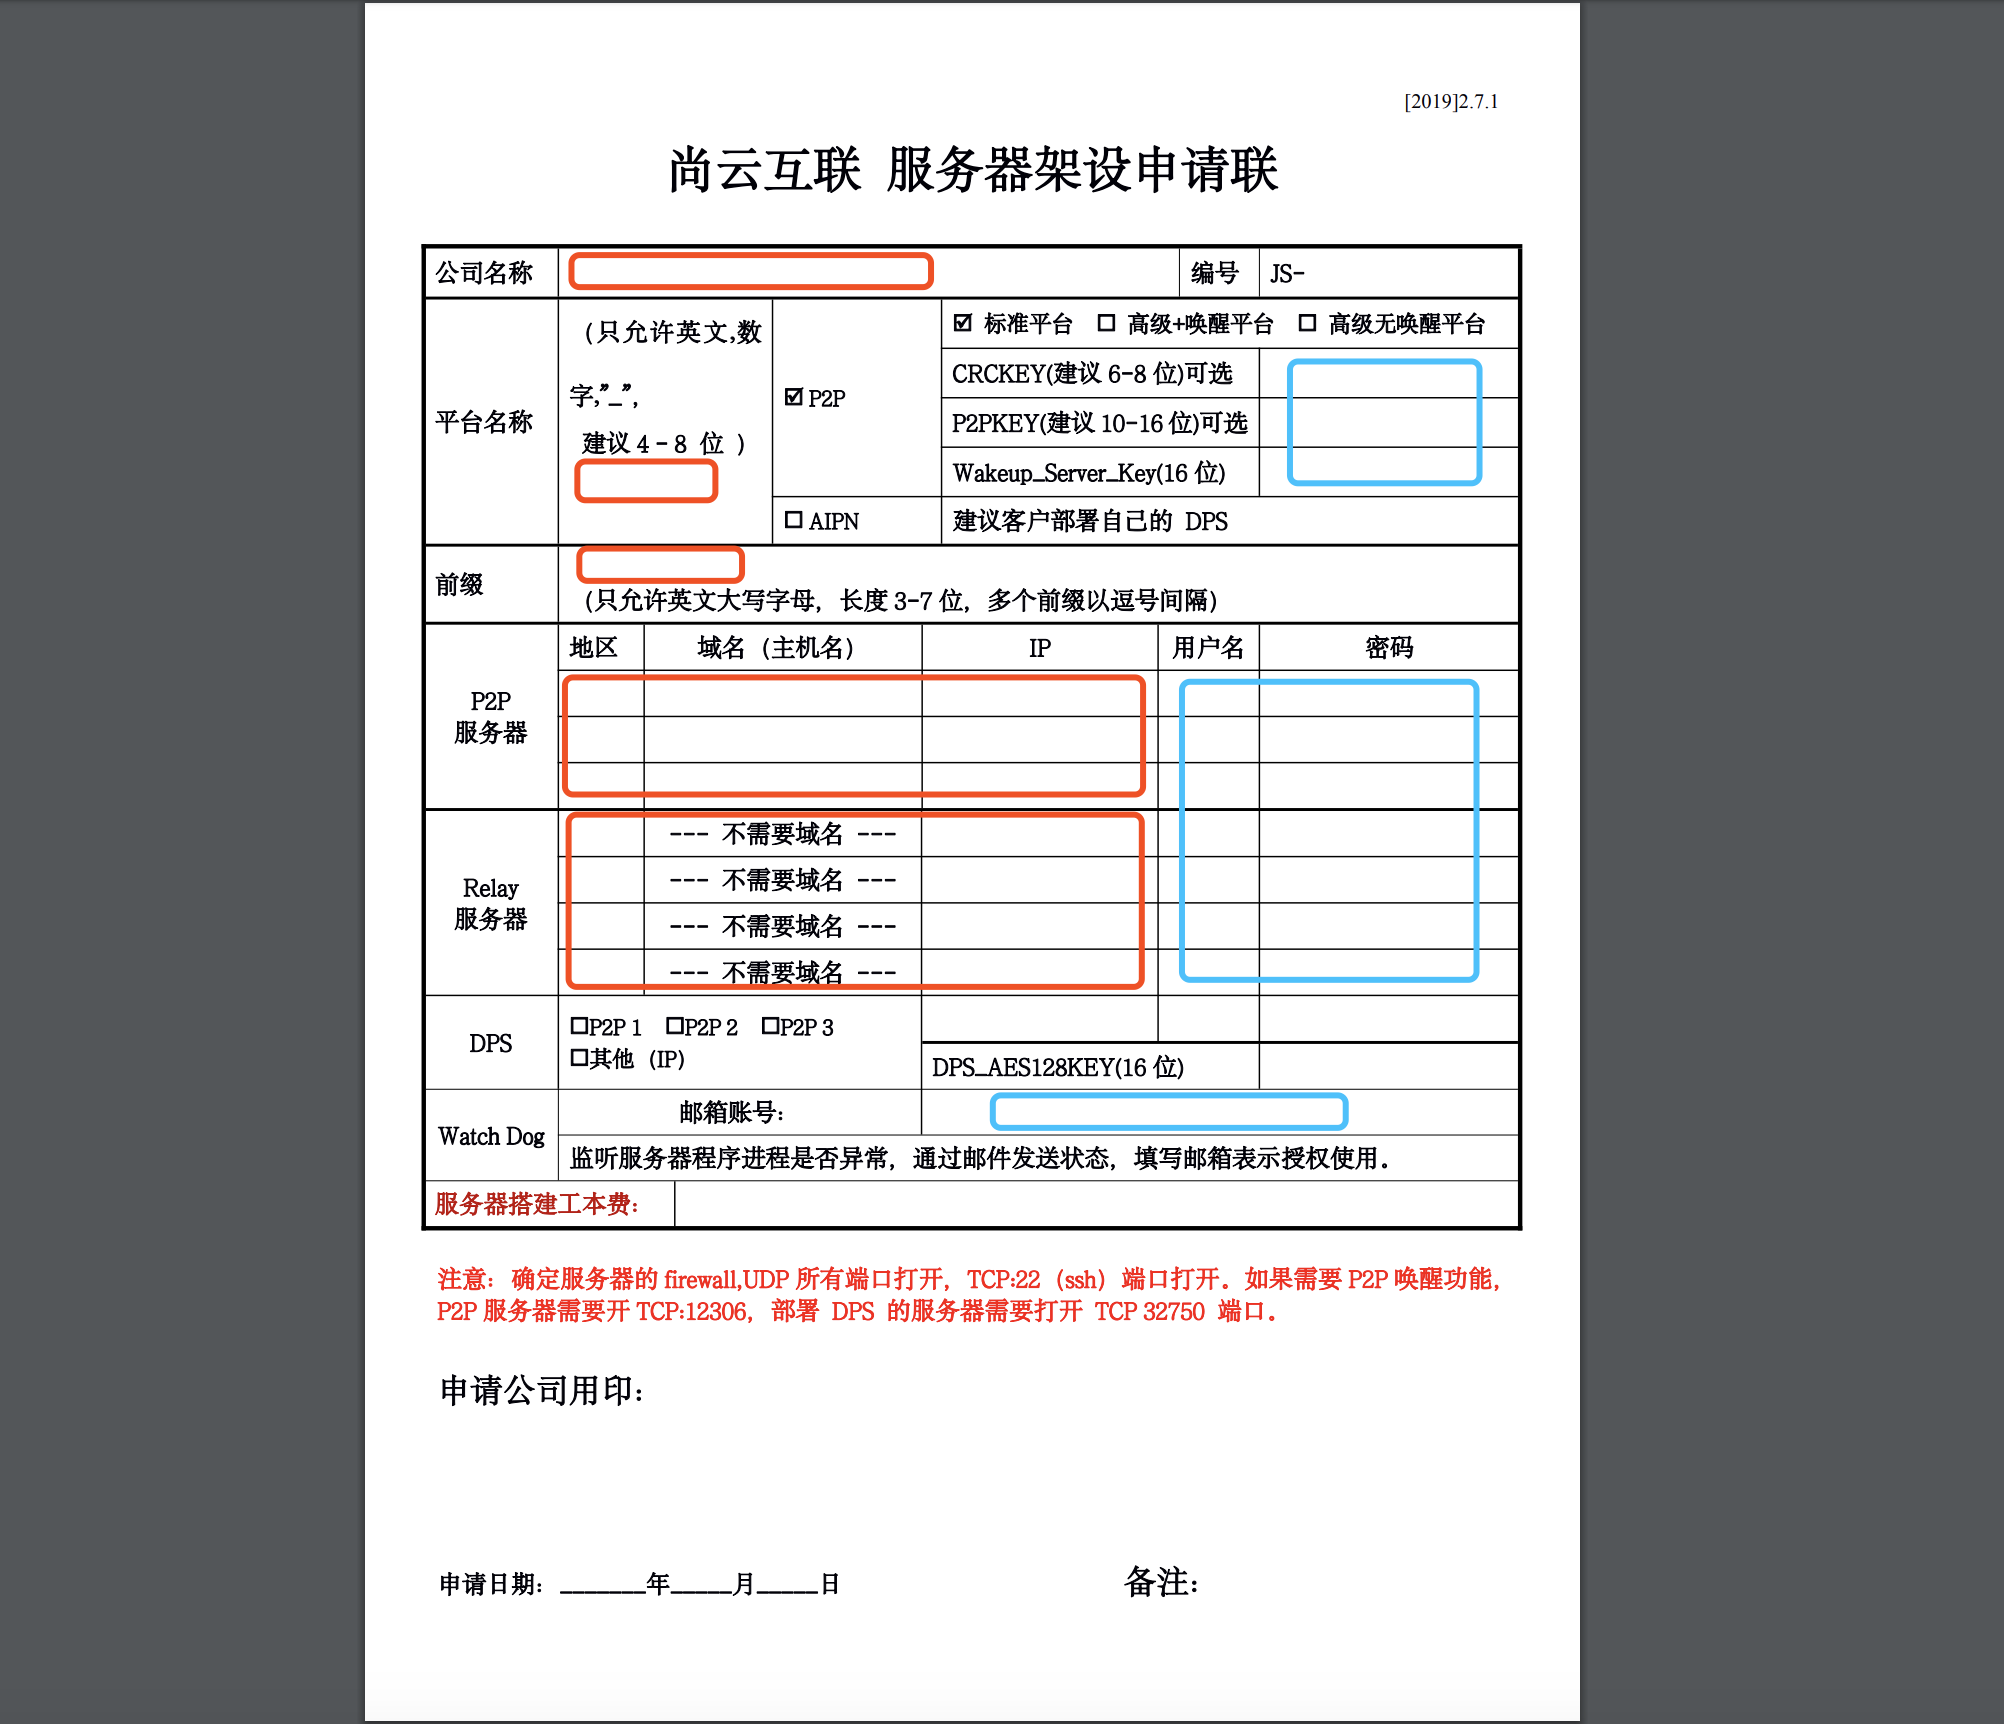 [2019]2.7.1
尚云互联 服务器架设申请联
公司名称
编号
JS-
平台名称
（只允许英文,数
字,”_”,
建议 4-8 位 ）
☑ P2P
☑ 标准平台 ☐ 高级+唤醒平台 ☐ 高级无唤醒平台
CRCKEY(建议 6-8 位)可选
P2PKEY(建议 10-16 位)可选
Wakeup_Server_Key(16 位)
☐ AIPN
建议客户部署自己的 DPS
前缀
（只允许英文大写字母，长度 3-7 位，多个前缀以逗号间隔）
P2P
服务器
地区
域名（主机名）
IP
用户名
密码
Relay
服务器
--- 不需要域名 ---
--- 不需要域名 ---
--- 不需要域名 ---
--- 不需要域名 ---
DPS
☐P2P 1 ☐P2P 2 ☐P2P 3
☐其他（IP）
DPS_AES128KEY(16 位)
Watch Dog
邮箱账号：
监听服务器程序进程是否异常，通过邮件发送状态，填写邮箱表示授权使用。
服务器搭建工本费：
注意：确定服务器的 firewall,UDP 所有端口打开，TCP:22（ssh）端口打开。如果需要 P2P 唤醒功能，
P2P 服务器需要开 TCP:12306，部署 DPS 的服务器需要打开 TCP 32750 端口。
申请公司用印：
申请日期：_______年_____月_____日
备注：